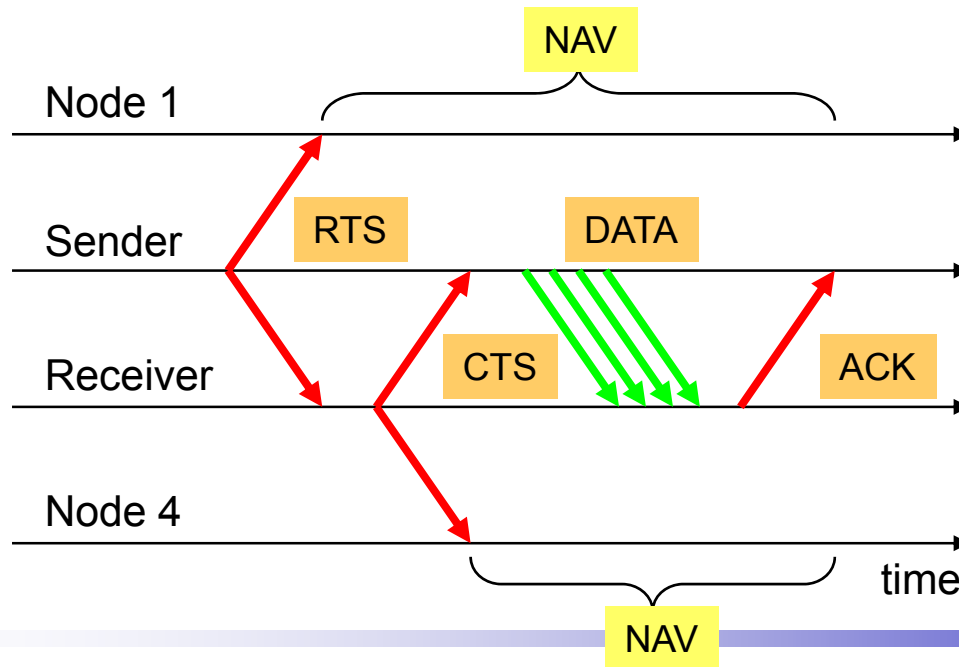 NAV
Node 1
RTS
DATA
Sender
CTS
ACK
Receiver
Node 4
time
NAV